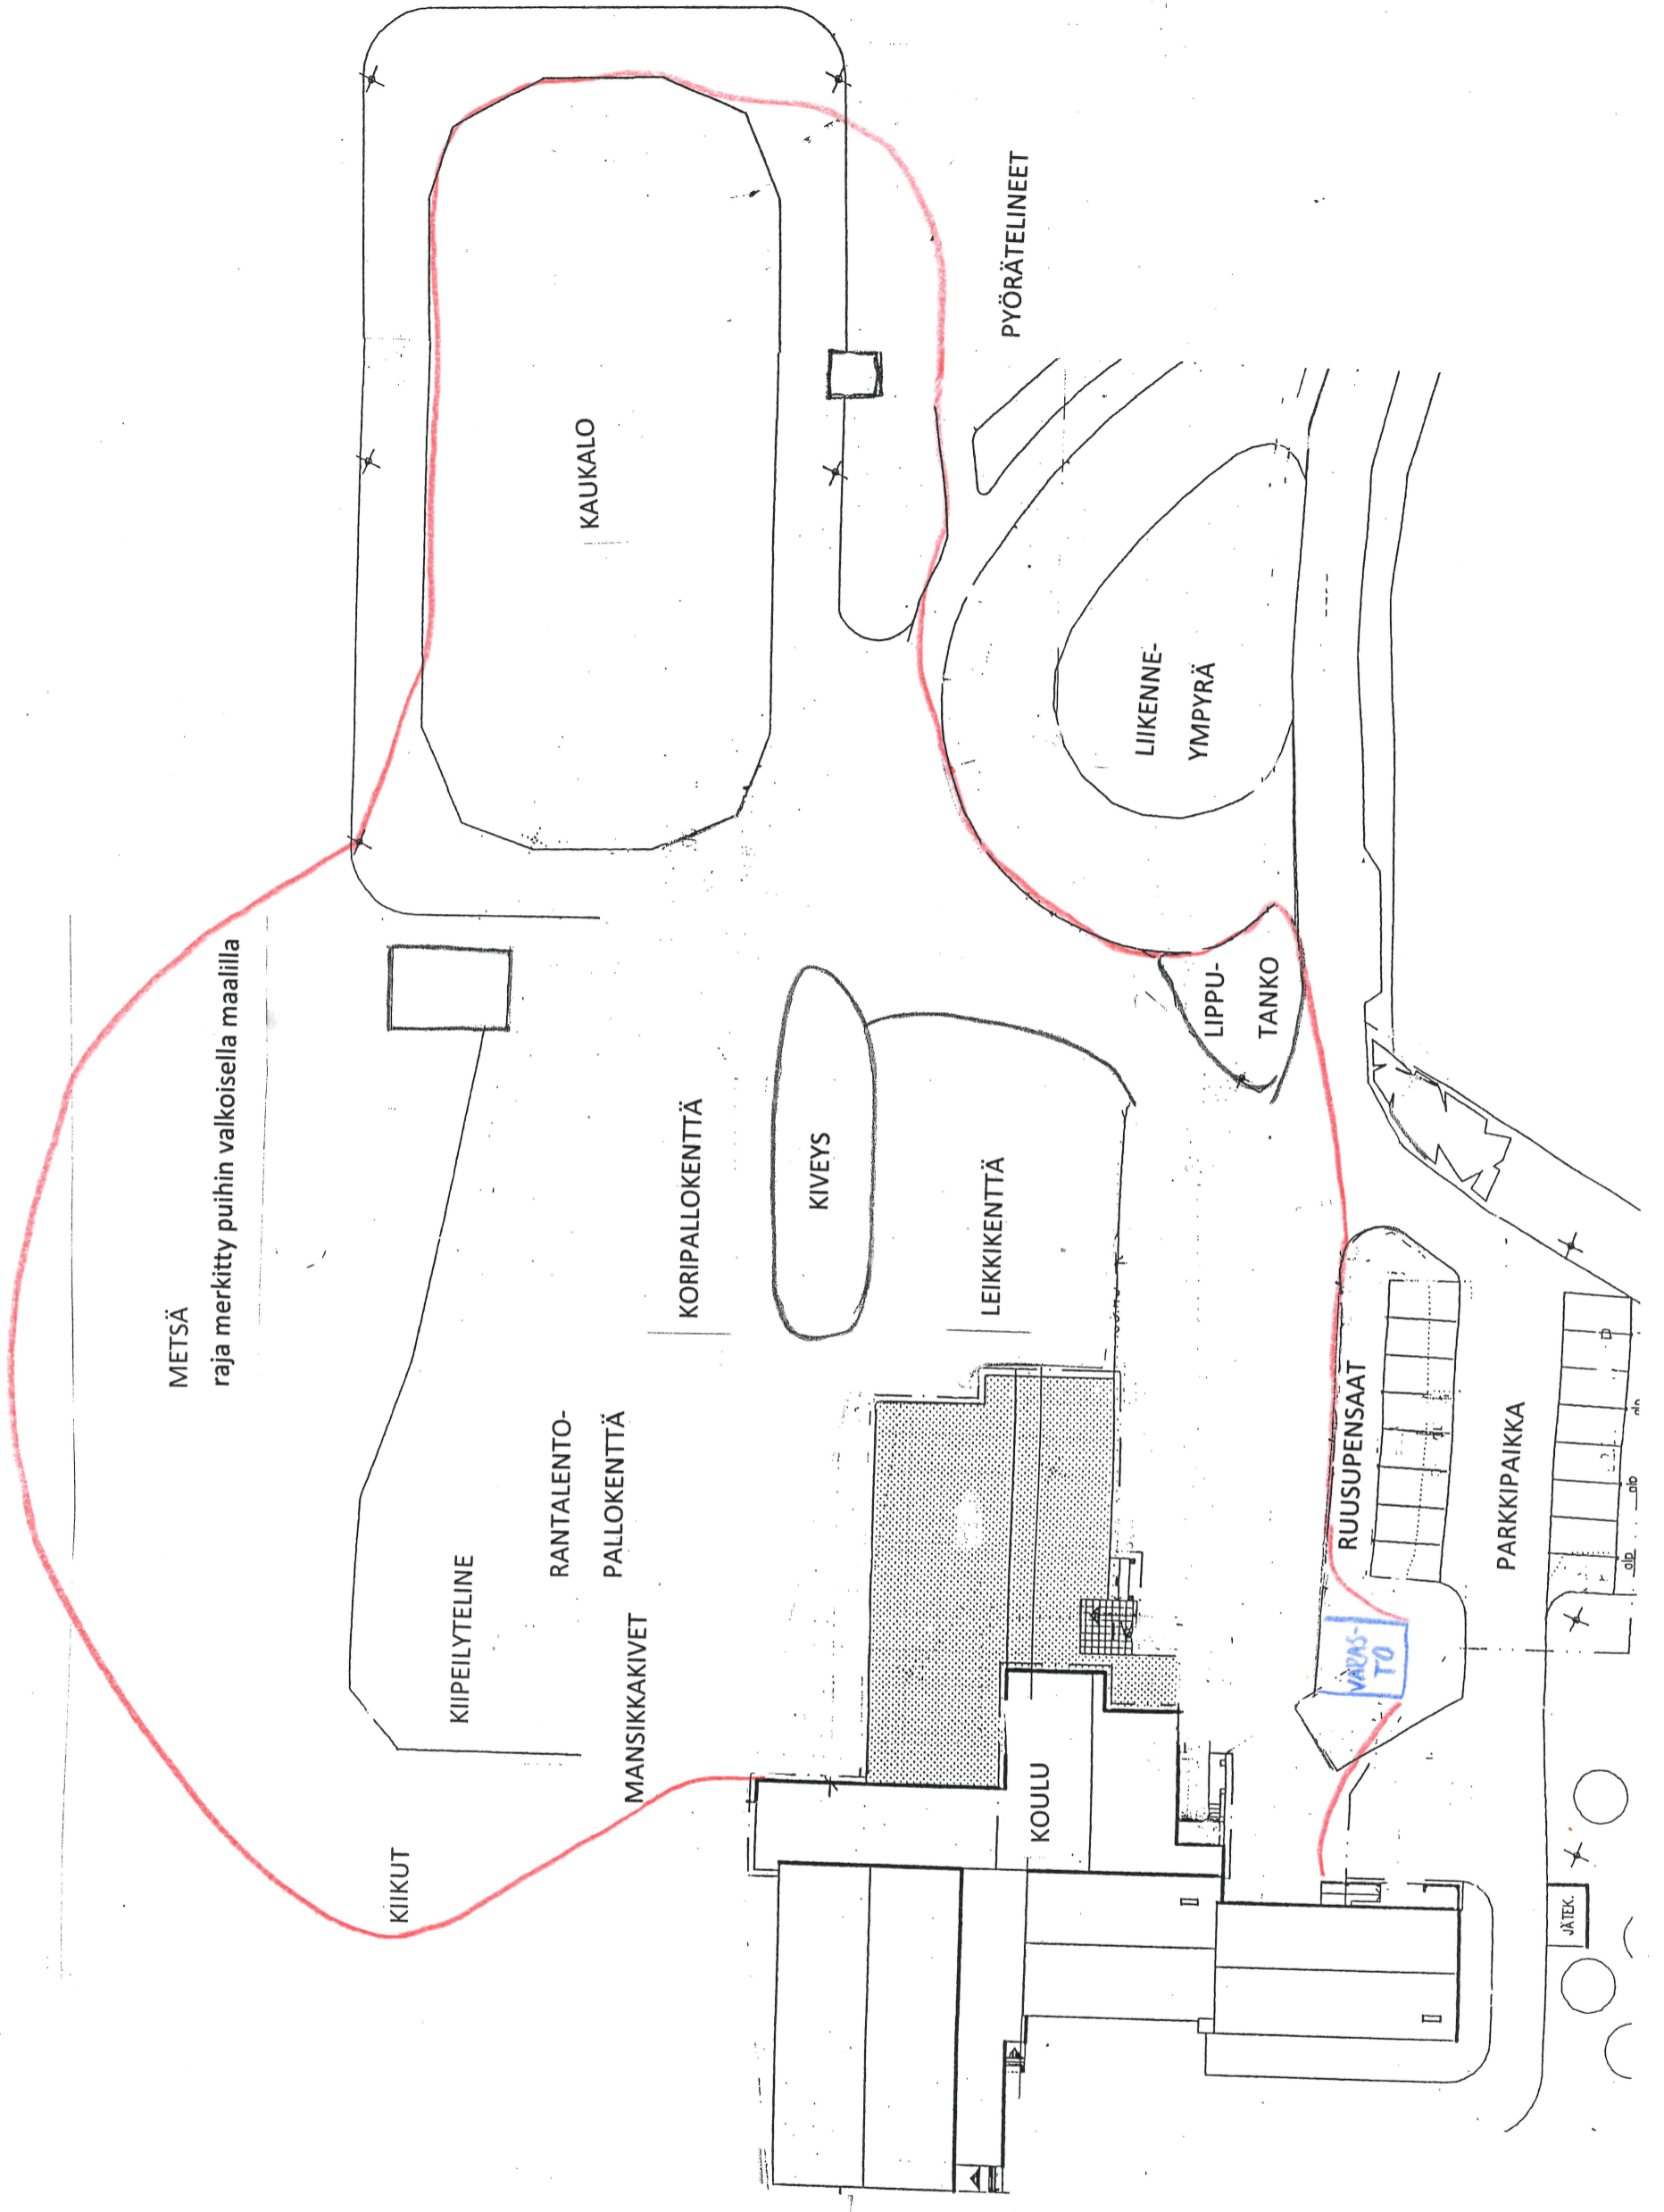 METSÄ
raja merkitty puihin valkoisella maalilla
KIIKUT
KIIPEILYTELINE
RANTALENTO-
PALLOKENTTÄ
MANSIKKAKIVET
KAUKALO
KORIPALLOKENTTÄ
KIVEYS
LEIKKIKENTTÄ
KOULU
PYÖRÄTELINEET
LIIKENNE-
YMPYRÄ
LIPPU-
TANKO
RUUSUPENSAAT
VARAS-
TO
PARKKIPAIKKA
JÄTEK.